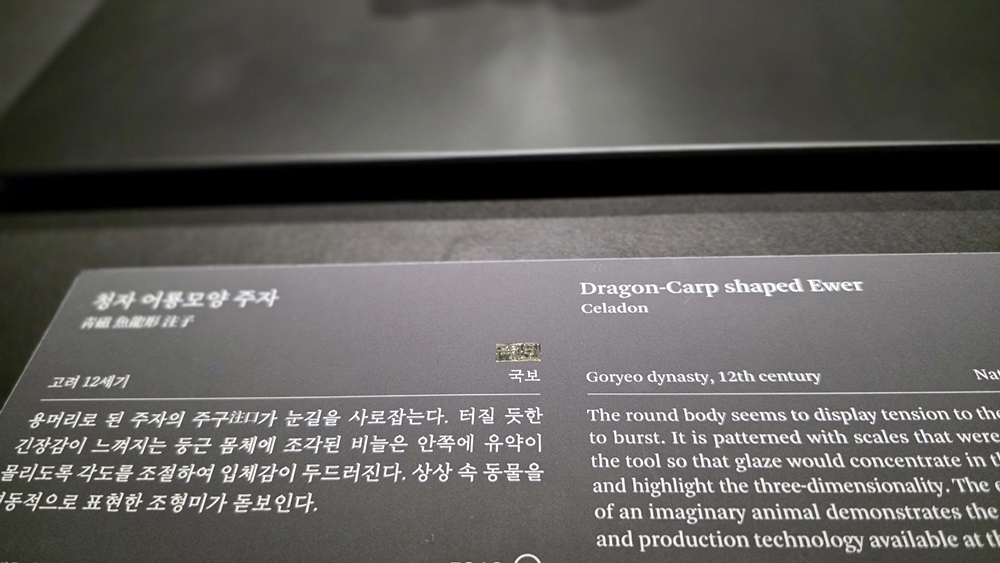 청자 어룡모양 주자
靑磁 魚龍形 注子
국보
고려 12세기
용머리로 된 주자의 주구注口가 눈길을 사로잡는다. 터질 듯한
긴장감이 느껴지는 둥근 몸체에 조각된 비늘은 안쪽에 유약이
몰리도록 각도를 조절하여 입체감이 두드러진다. 상상 속 동물을
동적으로 표현한 조형미가 돋보인다.
Dragon-Carp shaped Ewer
Celadon
Goryeo dynasty, 12th century
Nat
The round body seems to display tension to the
to burst. It is patterned with scales that were
the tool so that glaze would concentrate in t
and highlight the three-dimensionality. The e
of an imaginary animal demonstrates the
and production technology available at th